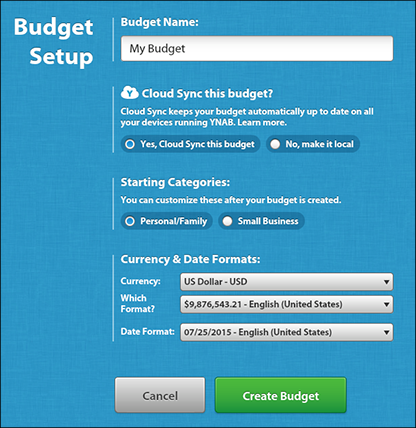 Budget Setup
Budget Name:
My Budget
Y Cloud Sync this budget?
Cloud Sync keeps your budget automatically up to date on all
your devices running YNAB. Learn more.
Yes, Cloud Sync this budget
No, make it local
Starting Categories:
You can customize these after your budget is created.
Personal/Family
Small Business
Currency & Date Formats:
Currency:
US Dollar - USD
Which
Format?
$9,876,543.21 - English (United States)
Date Format:
07/25/2015 - English (United States)
Cancel
Create Budget